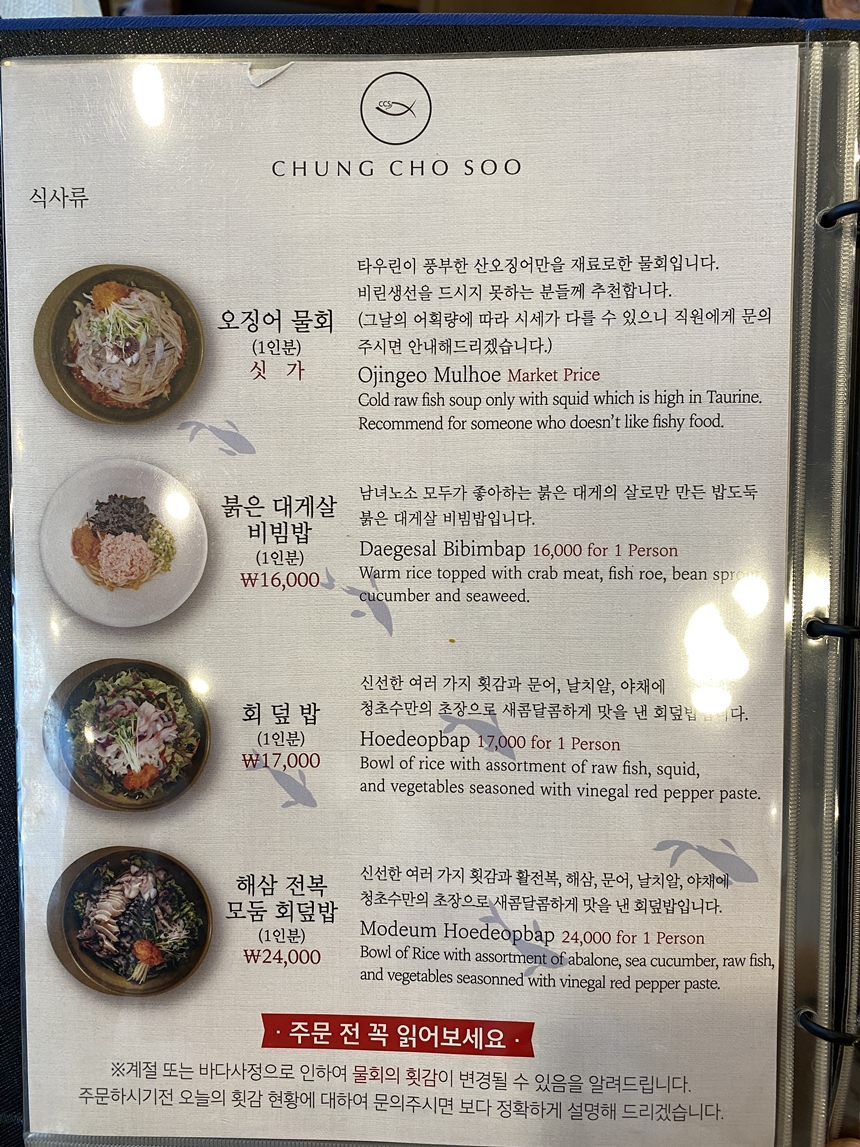 CCS
CHUNG CHO SOO
식사류
오징어 물회
(1인분)
싯 가
타우린이 풍부한 산오징어만을 재료로한 물회입니다.
비린생선을 드시지 못하는 분들께 추천합니다.
(그날의 어획량에 따라 시세가 다를 수 있으니 직원에게 문의
주시면 안내해드리겠습니다.)
Ojingeo Mulhoe Market Price
Cold raw fish soup only with squid which is high in Taurine.
Recommend for someone who doesn't like fishy food.
붉은 대게살
비빔밥
(1인분)
₩16,000
남녀노소 모두가 좋아하는 붉은 대게의 살로만 만든 밥도둑
붉은 대게살 비빔밥입니다.
Daegesal Bibimbap 16,000 for 1 Person
Warm rice topped with crab meat, fish roe, bean
cucumber and seaweed.
회 덮 밥
(1인분)
₩17,000
신선한 여러 가지 횟감과 문어, 날치알, 야채에
청초수만의 초장으로 새콤달콤하게 맛을 낸
Hoedeopbap 17,000 for 1 Person
Bowl of rice with assortment of raw fish, squid,
and vegetables seasoned with vinegal red pepper paste.
해삼 전복
모둠 회덮밥
(1인분)
₩24,000
신선한 여러 가지 횟감과 활전복, 해삼, 문어, 날치알, 야채에
청초수만의 초장으로 새콤달콤하게 맛을 낸 회덮밥입니다.
Modeum Hoedeopbap 24,000 for 1 Person
Bowl of Rice with assortment of abalone, sea cucumber, raw fish,
and vegetables seasonned with vinegal red pepper paste.
· 주문 전 꼭 읽어보세요 ·
※계절 또는 바다사정으로 인하여 물회의 횟감이 변경될 수 있음을 알려드립니다.
주문하시기전 오늘의 횟감 현황에 대하여 문의주시면 보다 정확하게 설명해 드리겠습니다.